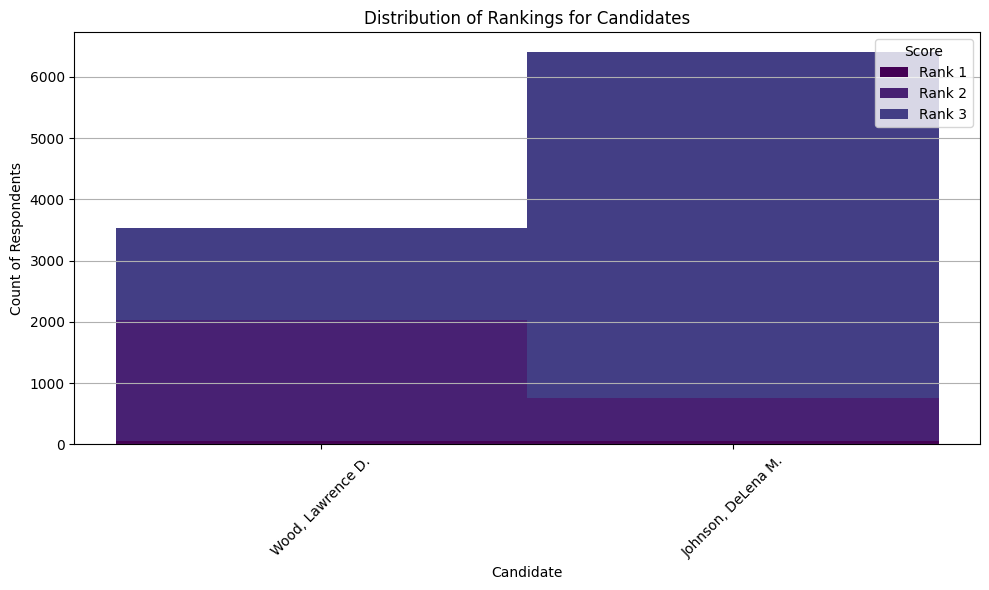 Distribution of Rankings for Candidates
Score
Rank 1
Rank 2
Rank 3
6000
5000
4000
3000
2000
1000
0
Count of Respondents
Wood, Lawrence D.
Johnson, DeLena M.
Candidate